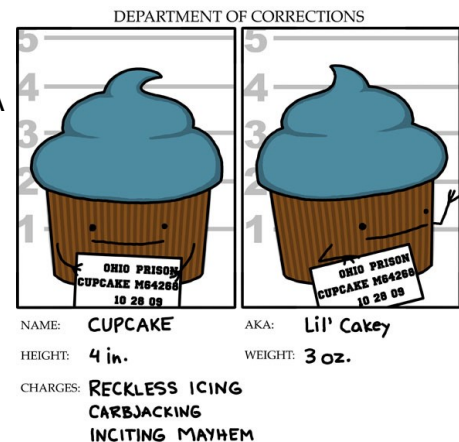 DEPARTMENT OF CORRECTIONS
5
4
3
2
1
OHIO PRISON
CUPCAKE M64268
10 28 09
5
4
3
2
1
OHIO PRISON
CUPCAKE M64268
10 28 09
NAME: CUPCAKE
AKA: Lil' Cakey
HEIGHT: 4 in.
WEIGHT: 3 oz.
CHARGES: RECKLESS ICING
CARBJACKING
INCITING MAYHEM